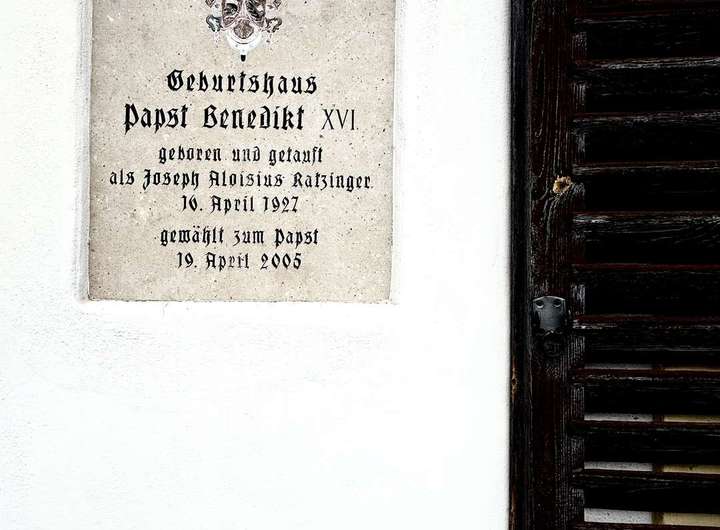 Geburtshaus
Papst Benedikt XVI.
geboren und getauft
als Joseph Aloisius Ratzinger
16. April 1927
gewählt zum Papst
19. April 2005